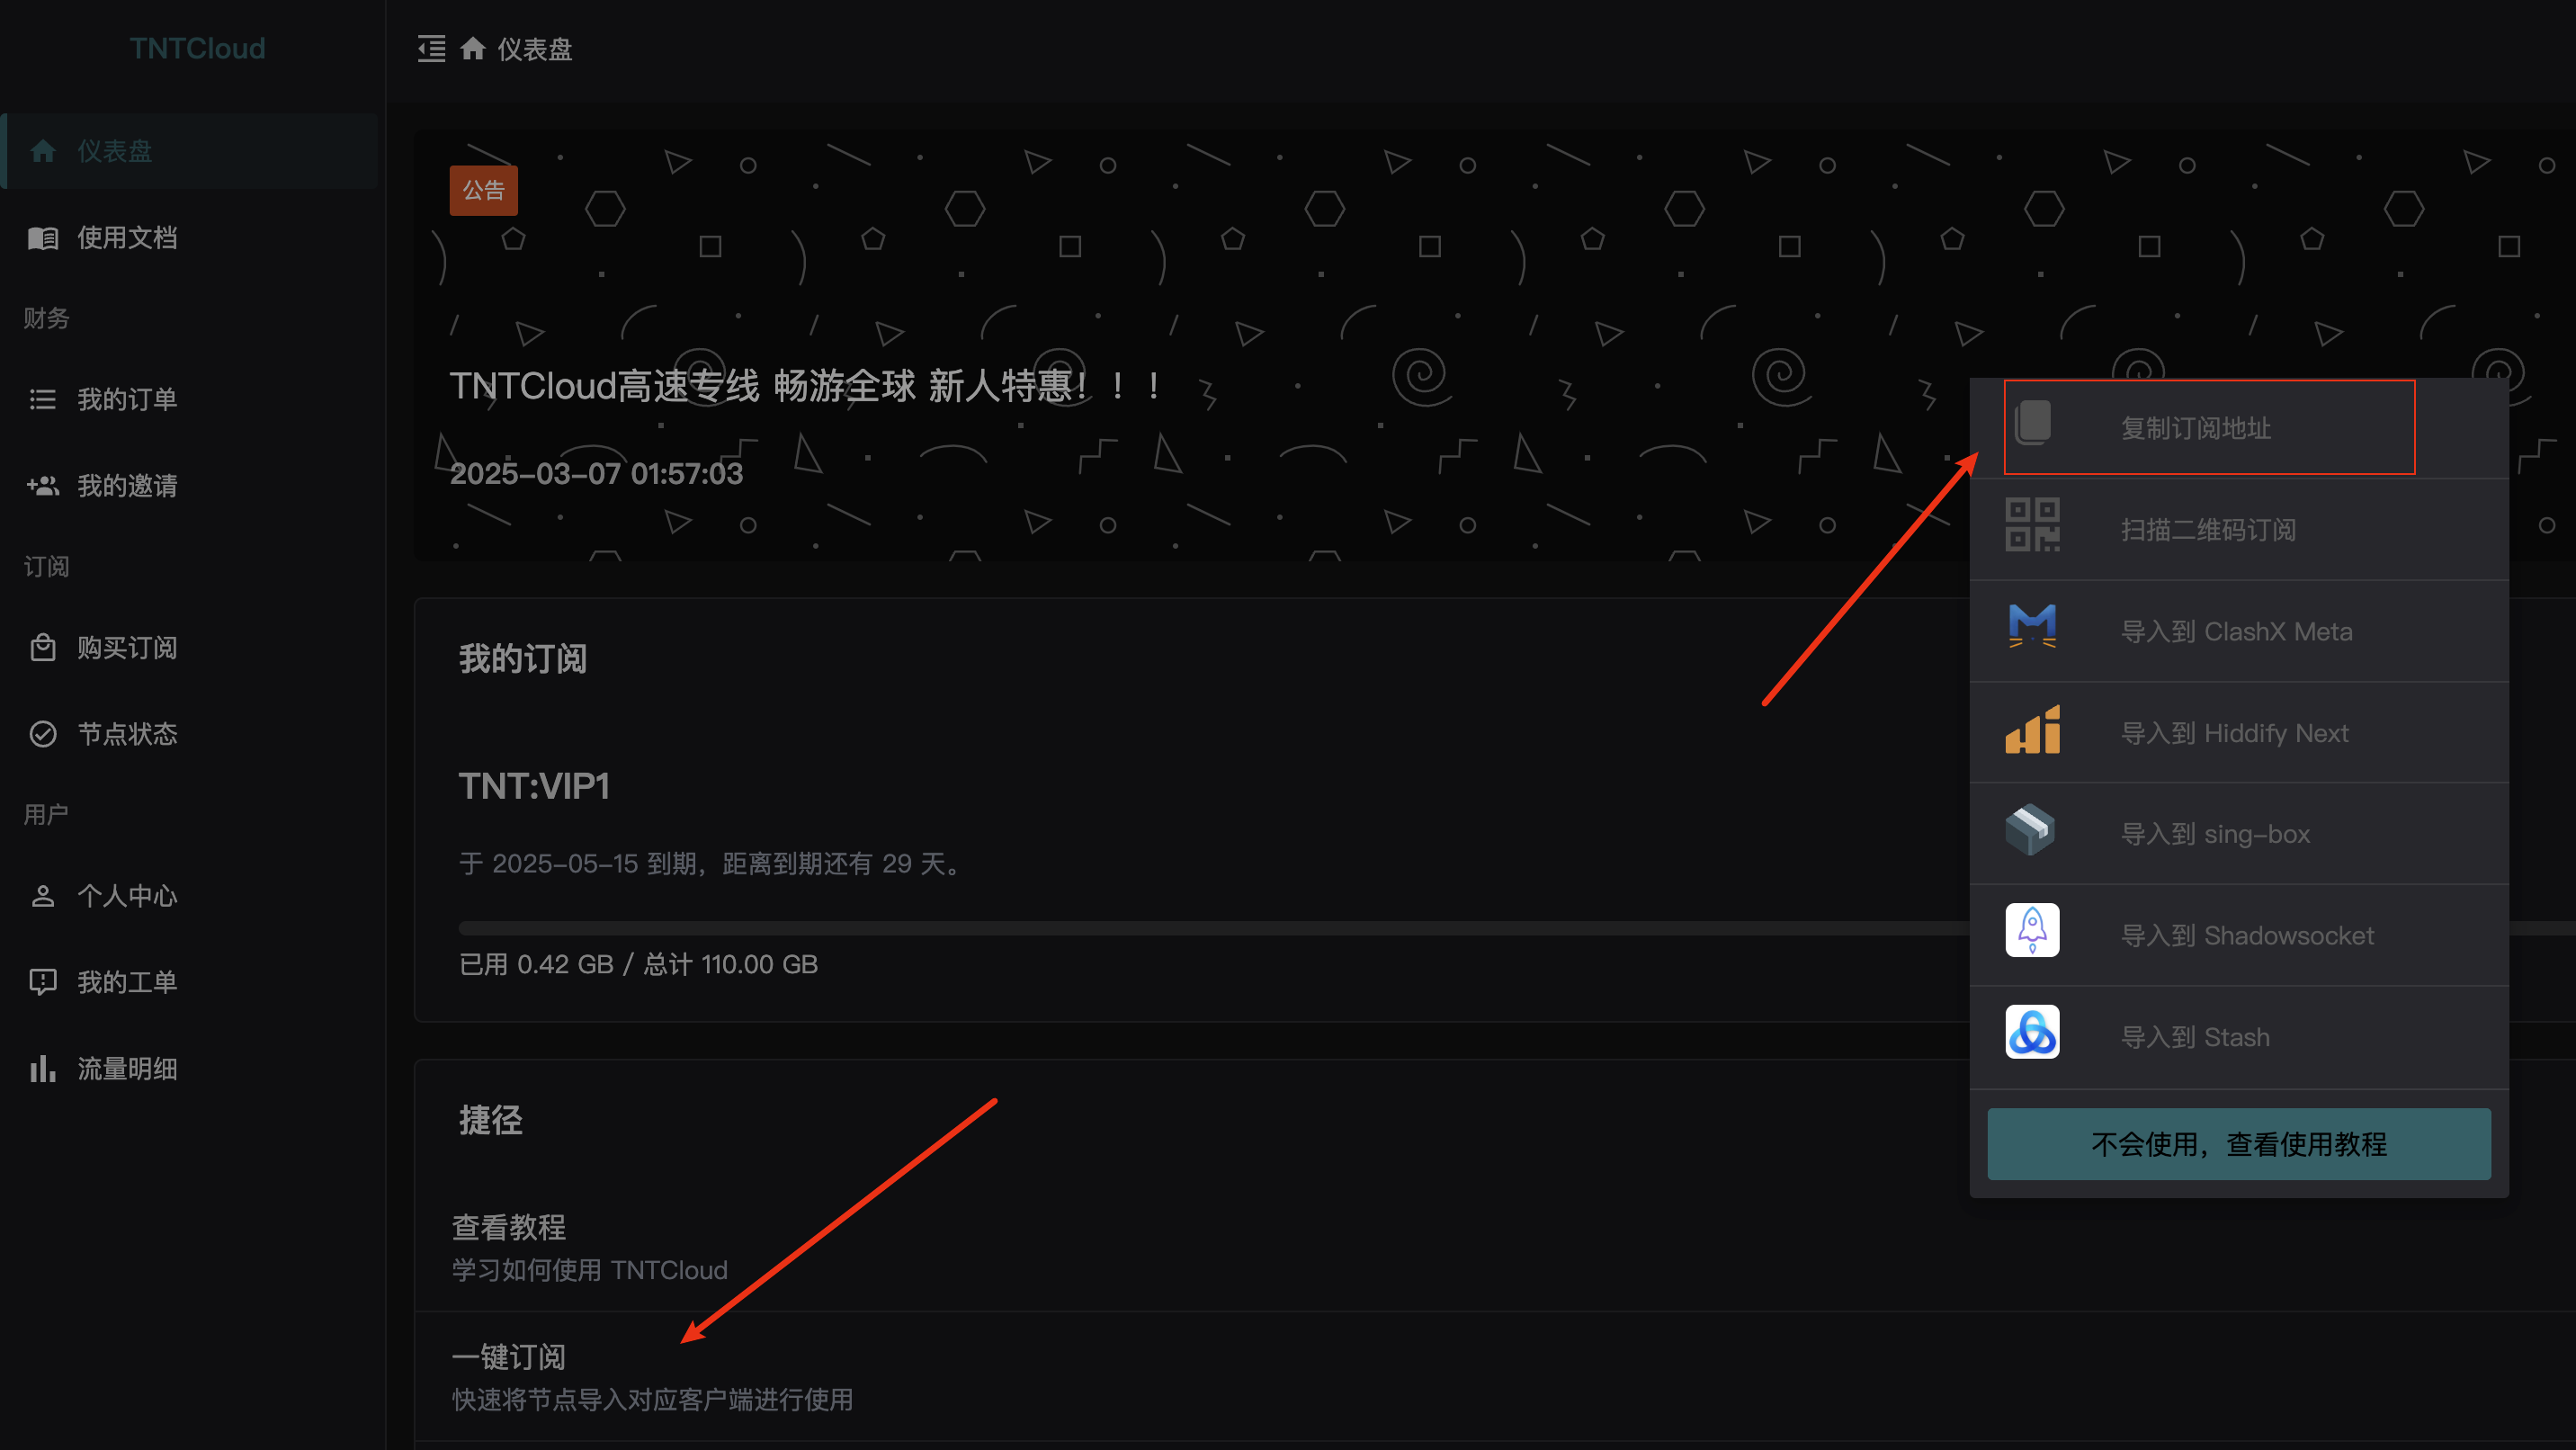 TNTCloud
仪表盘
使用文档
财务
我的订单
我的邀请
订阅
购买订阅
节点状态
用户
个人中心
我的工单
流量明细
仪表盘
公告
TNTCloud高速专线 畅游全球 新人特惠！！！
2025-03-07 01:57:03
我的订阅
TNT:VIP1
于 2025-05-15 到期，距离到期还有 29 天。
已用 0.42 GB / 总计 110.00 GB
捷径
查看教程
学习如何使用 TNTCloud
一键订阅
快速将节点导入对应客户端进行使用
复制订阅地址
扫描二维码订阅
导入到 ClashX Meta
导入到 Hiddify Next
导入到 sing-box
导入到 Shadowsocket
导入到 Stash
不会使用，查看使用教程